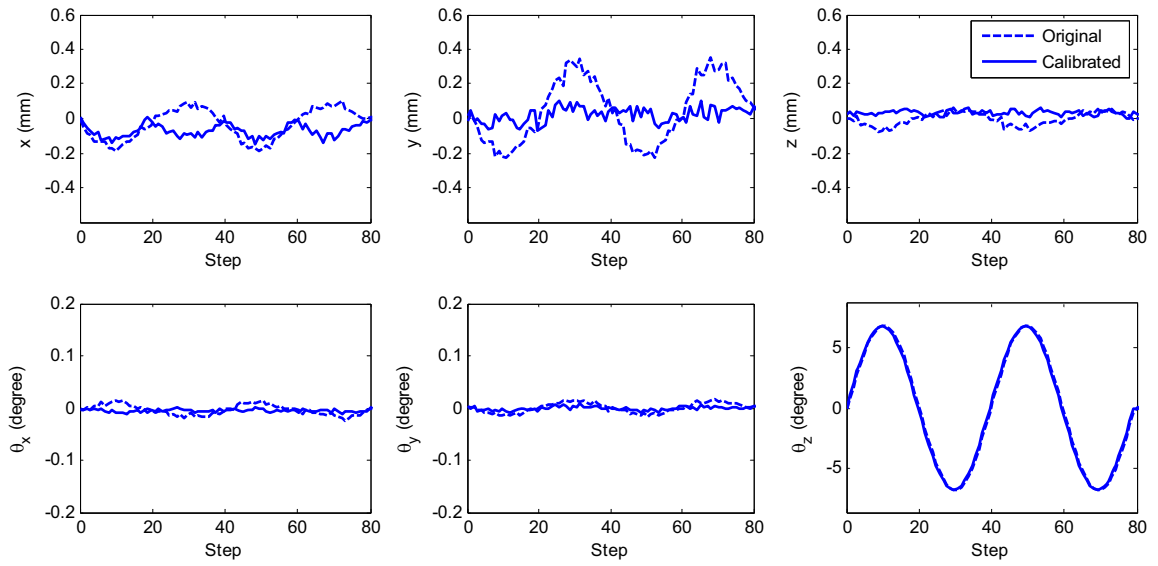 0.6
0.4
0.2
0
-0.2
-0.4
x (mm)
0 20 40 60 80
Step
0.6
0.4
0.2
0
-0.2
-0.4
y (mm)
0 20 40 60 80
Step
0.6
0.4
0.2
0
-0.2
-0.4
z (mm)
Original
Calibrated
0 20 40 60 80
Step
0.2
0.1
0
-0.1
-0.2
θx (degree)
0 20 40 60 80
Step
0.2
0.1
0
-0.1
-0.2
θy (degree)
0 20 40 60 80
Step
5
0
-5
θz (degree)
0 20 40 60 80
Step